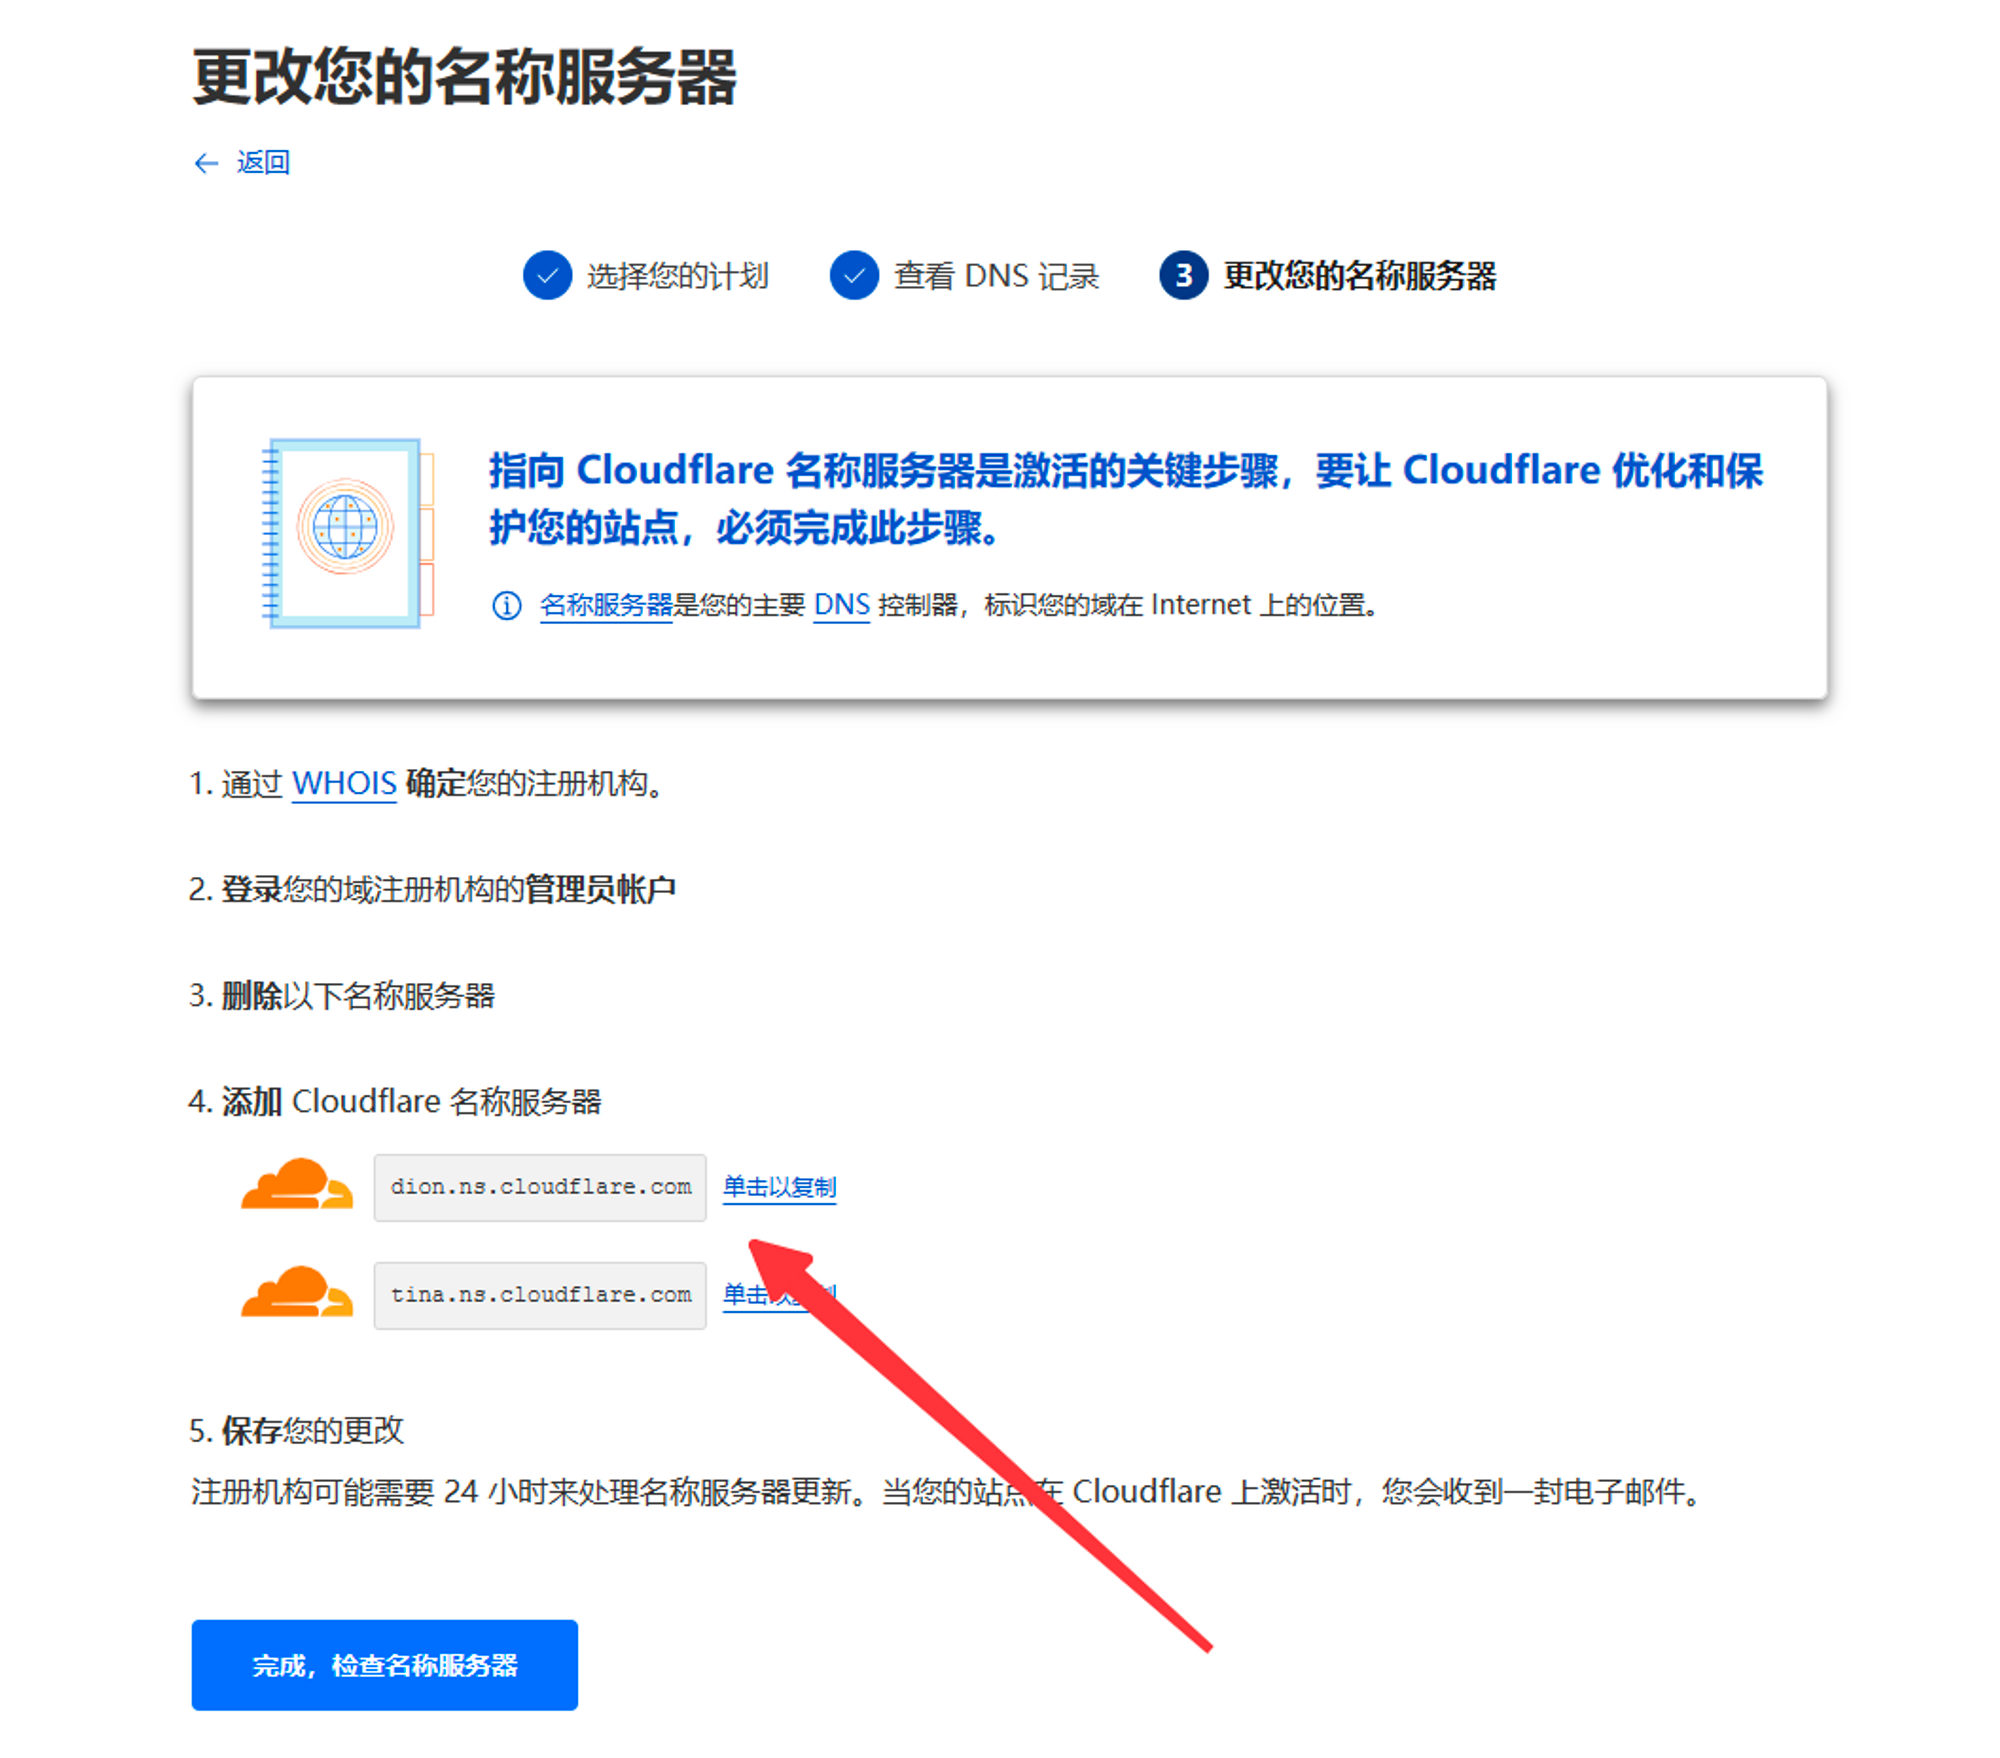 更改您的名称服务器
← 返回
选择您的计划
查看 DNS 记录
3 更改您的名称服务器
指向 Cloudflare 名称服务器是激活的关键步骤，要让 Cloudflare 优化和保
护您的站点，必须完成此步骤。
名称服务器是您的主要 DNS 控制器，标识您的域在 Internet 上的位置。
1. 通过 WHOIS 确定您的注册机构。
2. 登录您的域注册机构的管理员帐户
3. 删除以下名称服务器
4. 添加 Cloudflare 名称服务器
dion.ns.cloudflare.com 单击以复制
tina.ns.cloudflare.com 单击以复制
5. 保存您的更改
注册机构可能需要 24 小时来处理名称服务器更新。当您的站点在 Cloudflare 上激活时，您会收到一封电子邮件。
完成，检查名称服务器